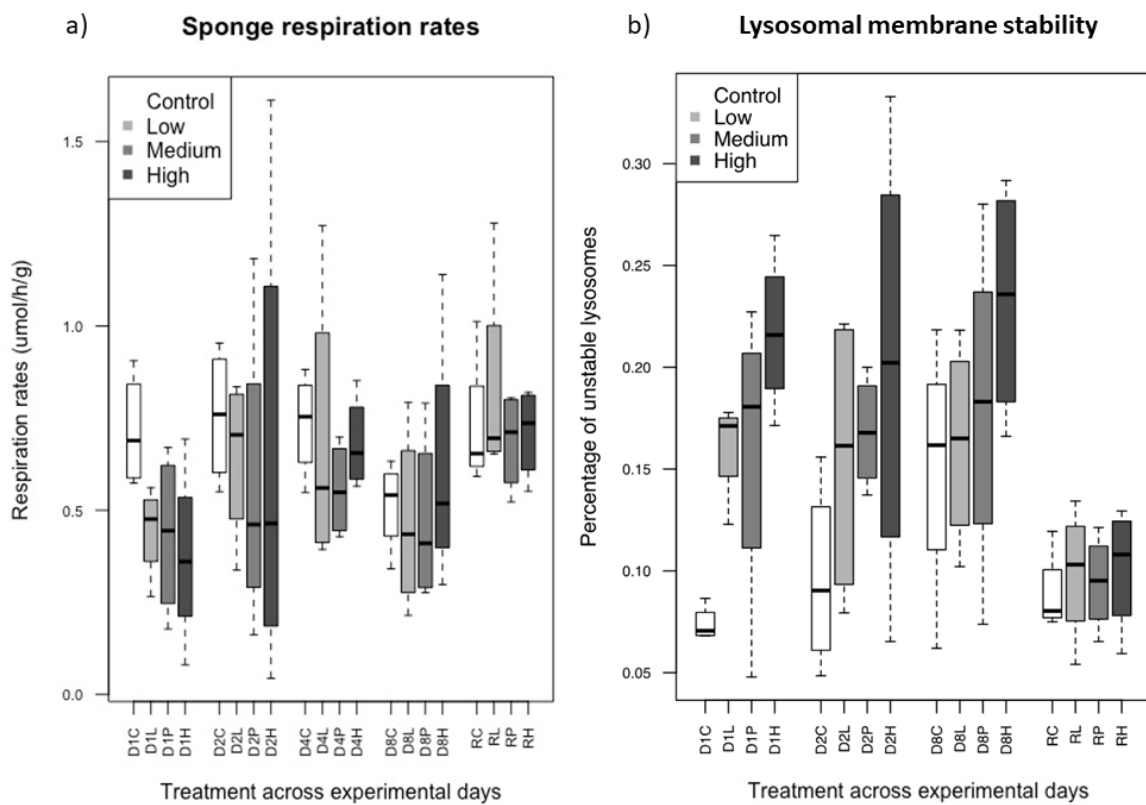 a) Sponge respiration rates
Control
Low
Medium
High
Respiration rates (umol/h/g)
1.5
1.0
0.5
0.0
D1C D1L D1P D1H D2C D2L D2P D2H D4C D4L D4P D4H D8C D8L D8P D8H RC RL RP RH
Treatment across experimental days
b) Lysosomal membrane stability
Control
Low
Medium
High
Percentage of unstable lysosomes
0.30
0.25
0.20
0.15
0.10
0.05
D1C D1L D1P D1H D2C D2L D2P D2H D8C D8L D8P D8H RC RL RP RH
Treatment across experimental days